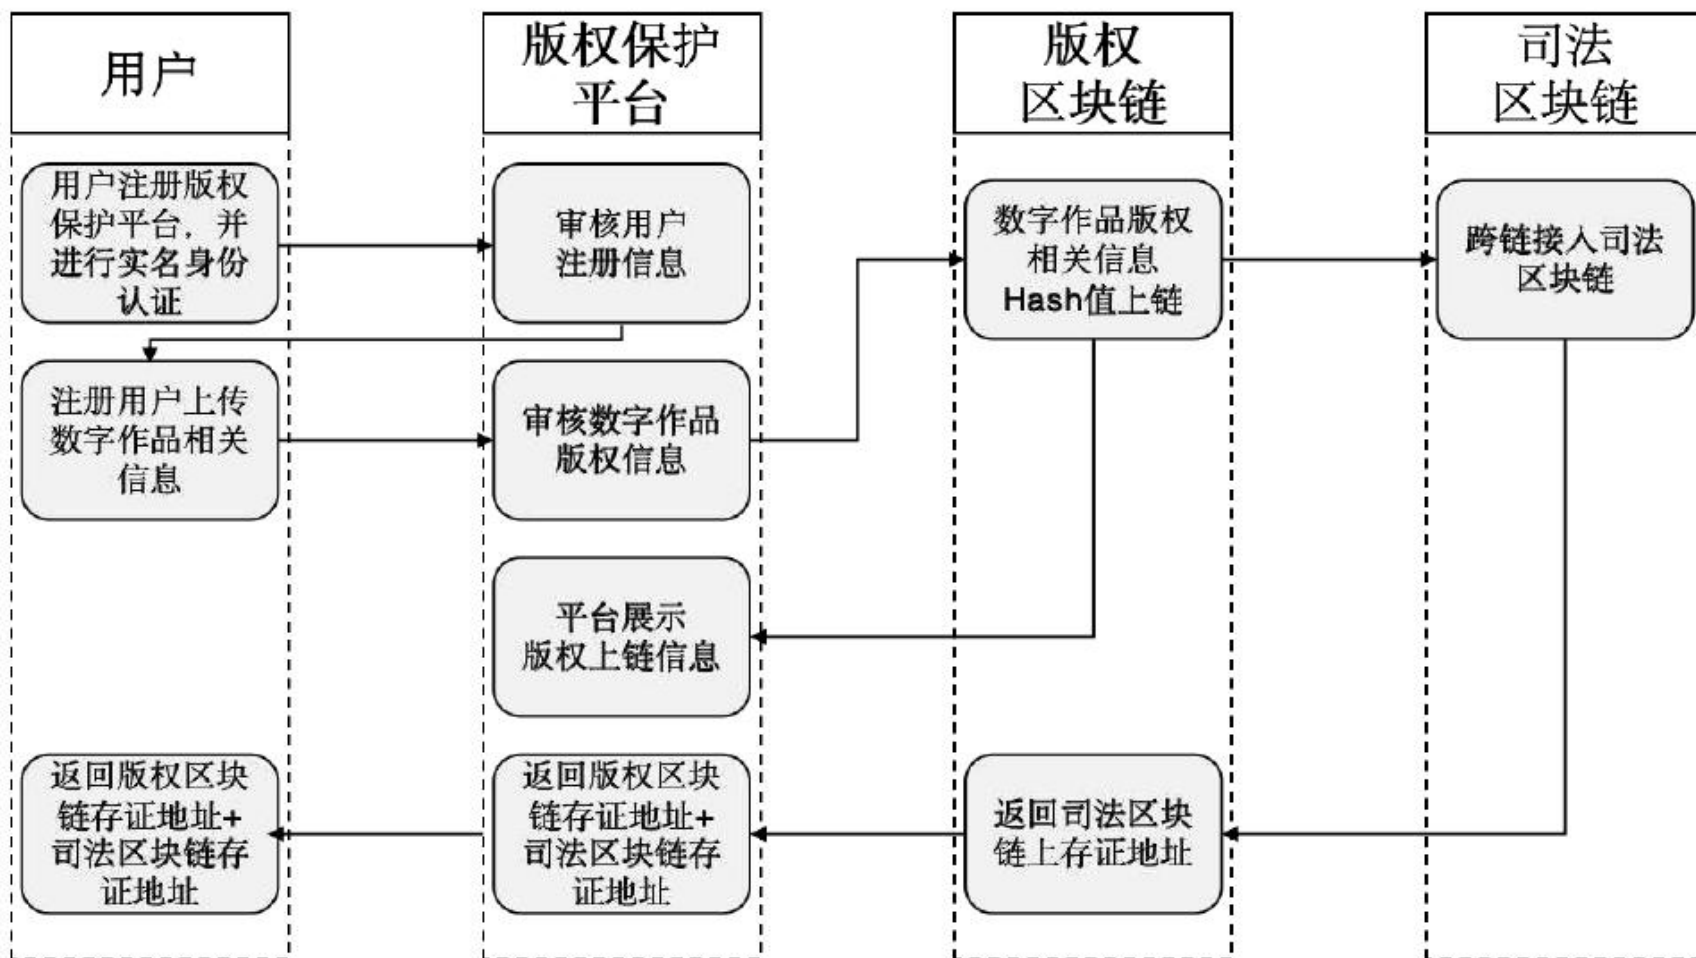 用户
版权保护
平台
版权
区块链
司法
区块链
用户注册版权
保护平台，并
进行实名身份
认证
审核用户
注册信息
数字作品版权
相关信息
Hash值上链
跨链接入司法
区块链
注册用户上传
数字作品相关
信息
审核数字作品
版权信息
平台展示
版权上链信息
返回版权区块
链存证地址+
司法区块链存
证地址
返回版权区块
链存证地址+
司法区块链存
证地址
返回司法区块
链上存证地址